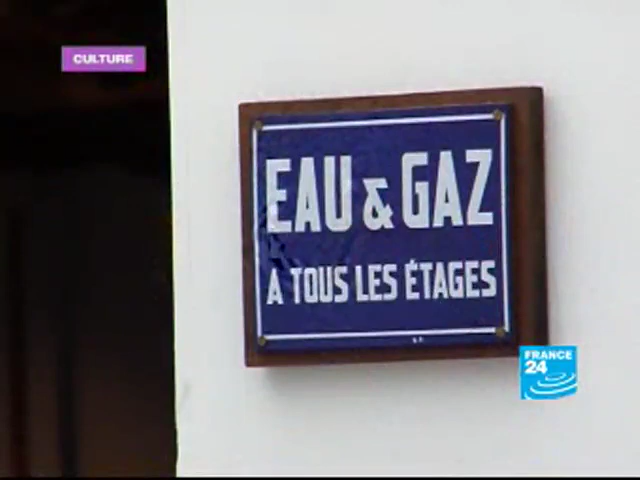 CULTURE
EAU & GAZ
A TOUS LES ÉTAGES
FRANCE
24